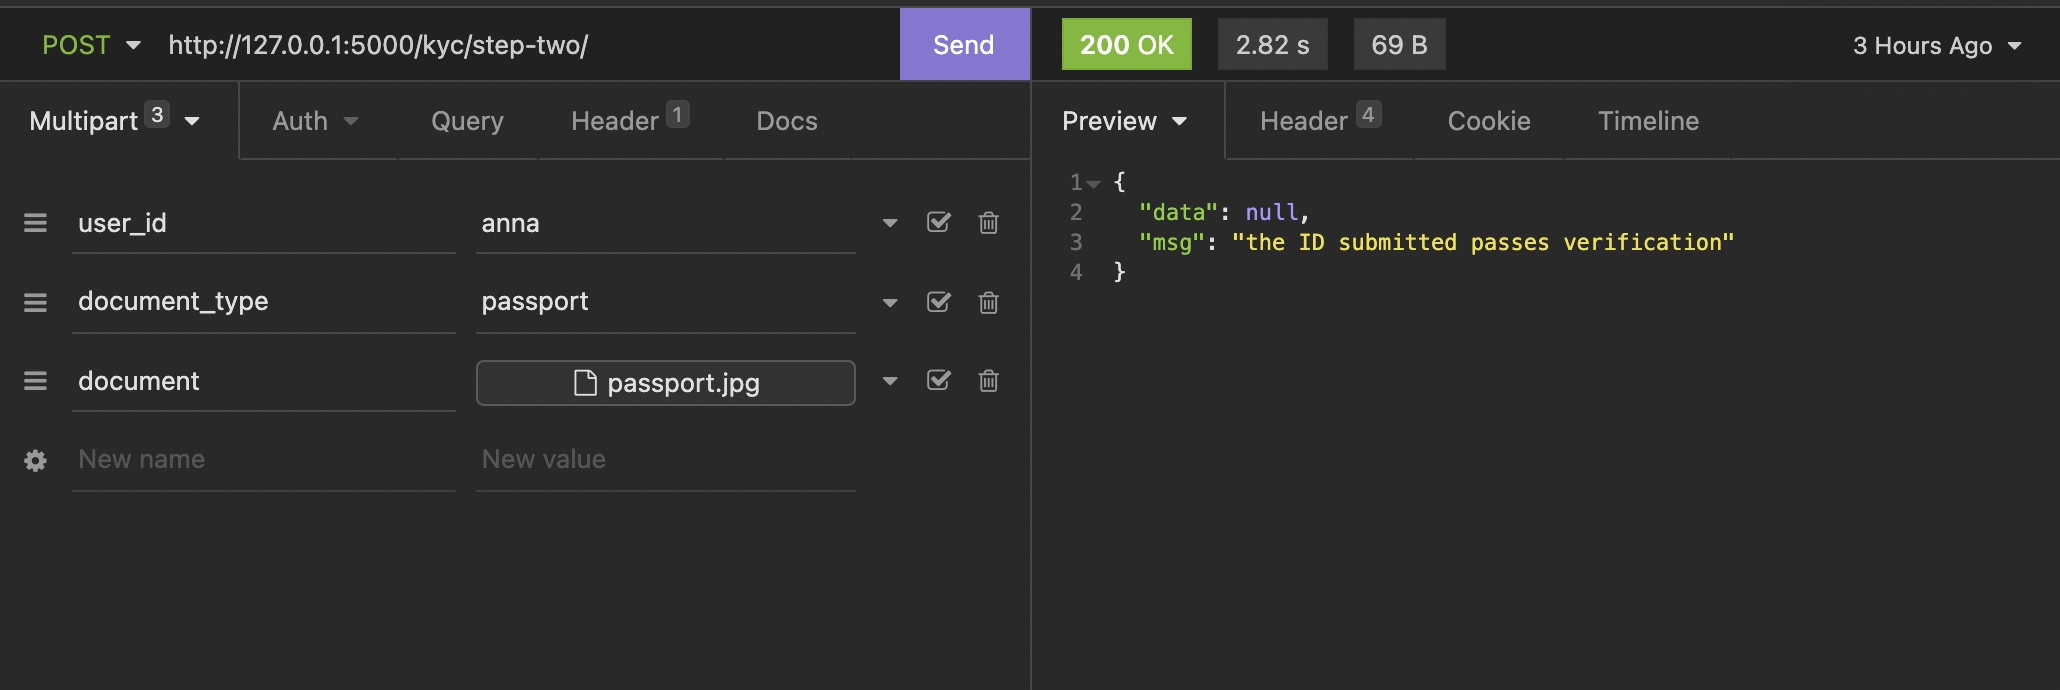 POST http://127.0.0.1:5000/kyc/step-two/ Send 200 OK 2.82 s 69 B 3 Hours Ago
Multipart 3 Auth Query Header 1 Docs Preview Header 4 Cookie Timeline
user_id anna
document_type passport
document passport.jpg
New name New value
1 {
2 "data": null,
3 "msg": "the ID submitted passes verification"
4 }